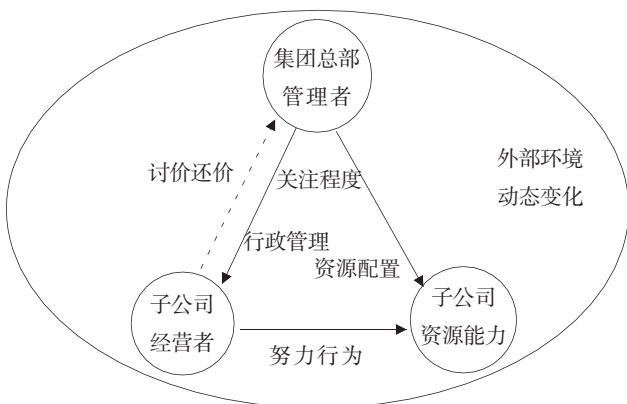 集团总部
管理者
外部环境
动态变化
讨价还价
关注程度
行政管理
资源配置
子公司
经营者
子公司
资源能力
努力行为